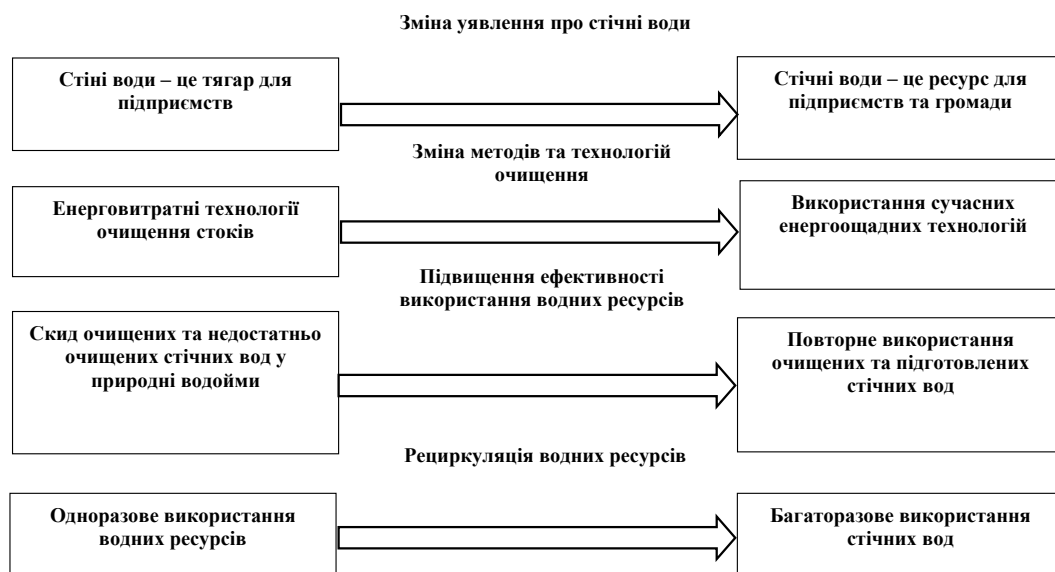 Зміна уявлення про стічні води
Стіні води – це тягар для
підприємств
Стічні води – це ресурс для
підприємств та громади
Зміна методів та технологій
очищення
Енерговитратні технології
очищення стоків
Використання сучасних
енергоощадних технологій
Підвищення ефективності
використання водних ресурсів
Скид очищених та недостатньо
очищених стічних вод у
природні водойми
Повторне використання
очищених та підготовлених
стічних вод
Рециркуляція водних ресурсів
Одноразове використання
водних ресурсів
Багаторазове використання
стічних вод